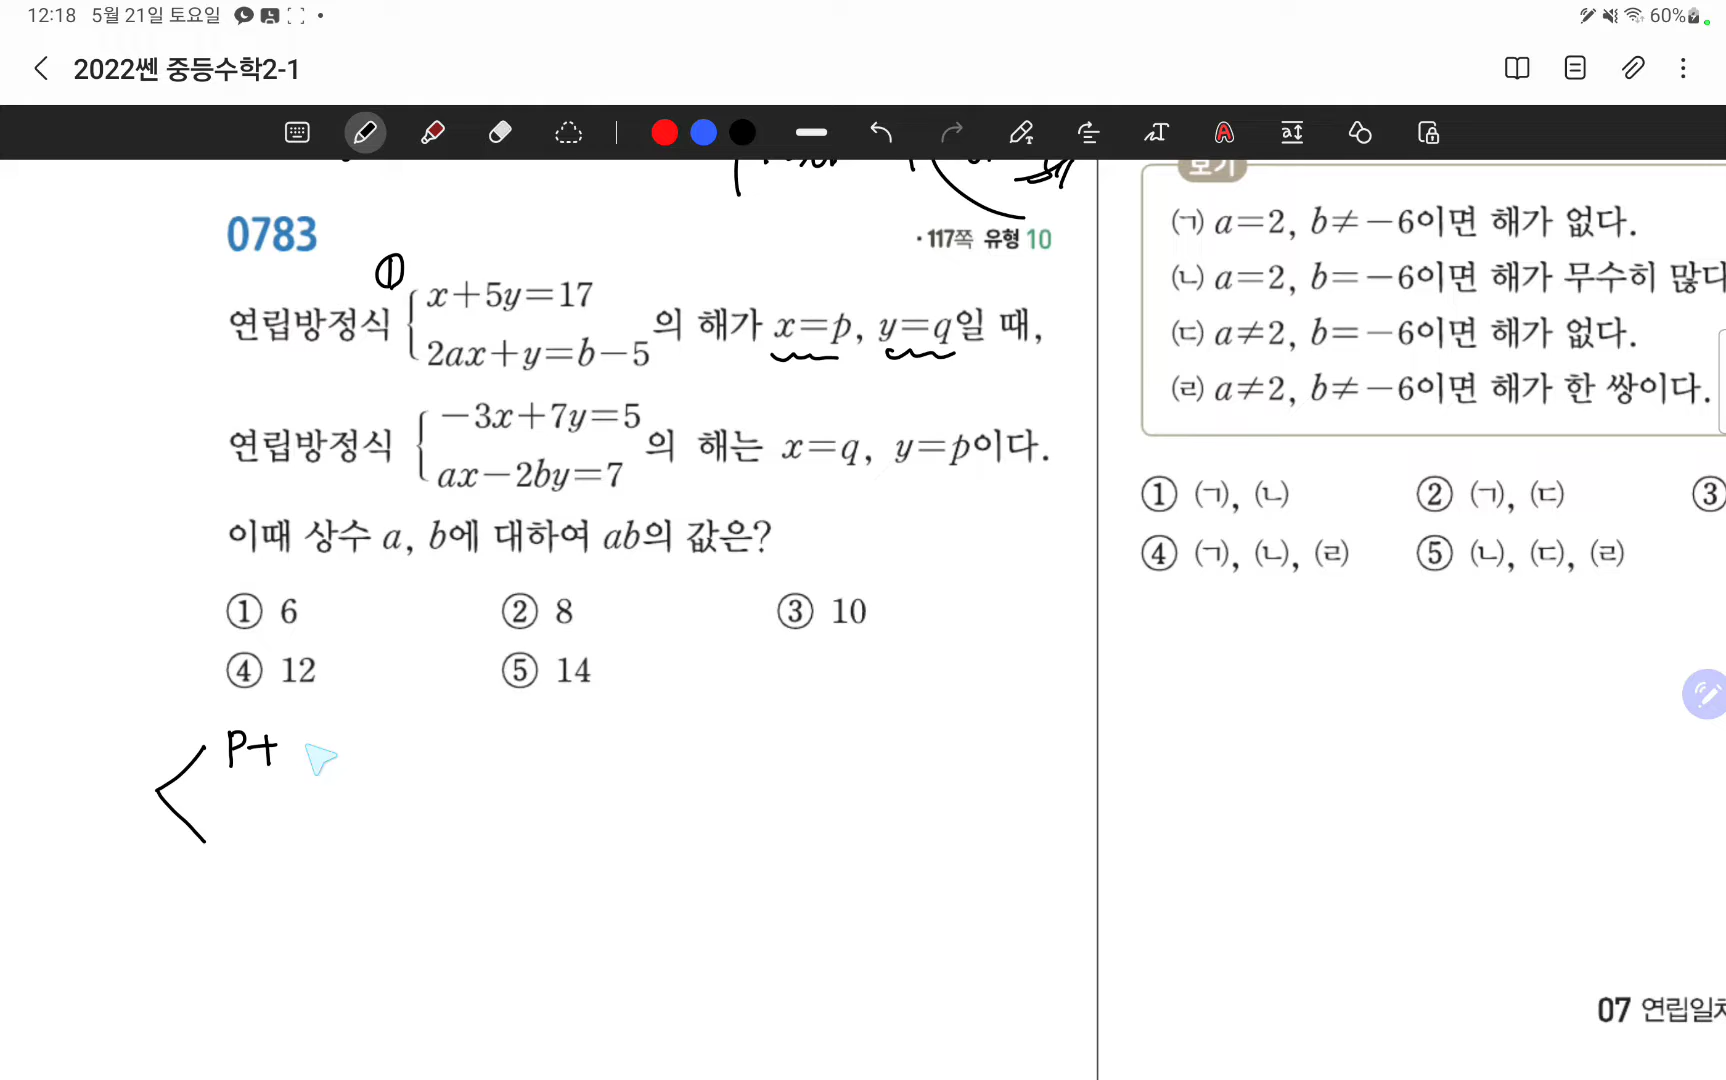 12:18 5월 21일 토요일
60%
2022쎈 중등수학2-1
0783
• 117쪽 유형 10
①
연립방정식 { x+5y=17
2ax+y=b-5 의 해가 x=p, y=q일 때,
연립방정식 { -3x+7y=5
ax-2by=7 의 해는 x=q, y=p이다.
이때 상수 a, b에 대하여 ab의 값은?
① 6 ② 8 ③ 10
④ 12 ⑤ 14
P+
보기
(ㄱ) a=2, b≠-6이면 해가 없다.
(ㄴ) a=2, b=-6이면 해가 무수히 많다
(ㄷ) a≠2, b=-6이면 해가 없다.
(ㄹ) a≠2, b≠-6이면 해가 한 쌍이다.
① (ㄱ), (ㄴ) ② (ㄱ), (ㄷ) ③
④ (ㄱ), (ㄴ), (ㄹ) ⑤ (ㄴ), (ㄷ), (ㄹ)
07 연립일차